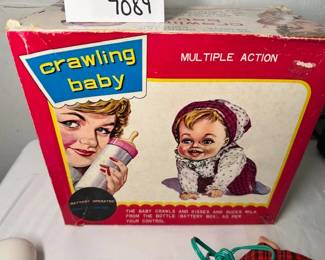 7089
crawling
baby
MULTIPLE ACTION
BATTERY OPERATED
THE BABY CRAWLS AND KISSES AND SUCKS MILK
FROM THE BOTTLE (BATTERY BOX) AS PER
YOUR CONTROL.